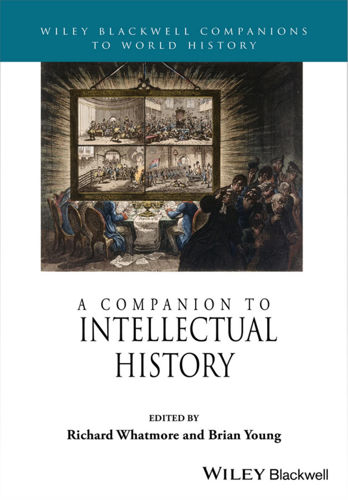 WILEY BLACKWELL COMPANIONS
TO WORLD HISTORY
A COMPANION TO
INTELLECTUAL
HISTORY
EDITED BY
Richard Whatmore and Brian Young
WILEY Blackwell